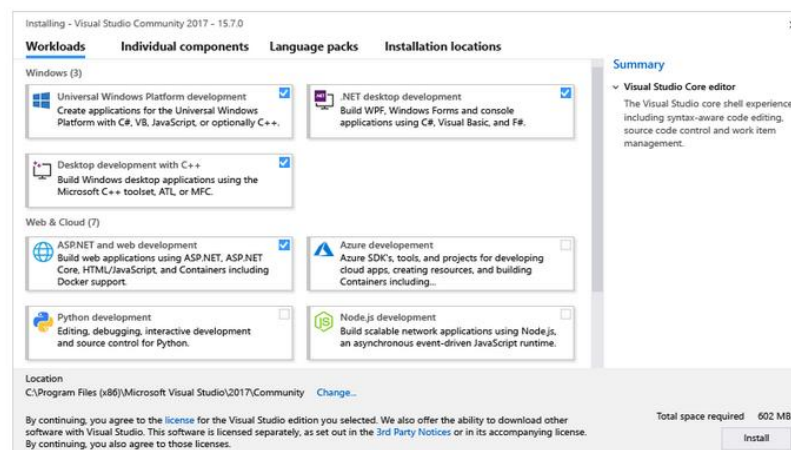 Installing - Visual Studio Community 2017 - 15.7.0
Workloads Individual components Language packs Installation locations
Windows (3)
Universal Windows Platform development
Create applications for the Universal Windows
Platform with C#, VB, JavaScript, or optionally C++.
.NET desktop development
Build WPF, Windows Forms and console
applications using C#, Visual Basic, and F#.
Desktop development with C++
Build Windows desktop applications using the
Microsoft C++ toolset, ATL, or MFC.
Web & Cloud (7)
ASP.NET and web development
Build web applications using ASP.NET, ASP.NET
Core, HTML/JavaScript, and Containers including
Docker support.
Azure developement
Azure SDK's, tools, and projects for developing
cloud apps, creating resources, and building
Containers including...
Python development
Editing, debugging, interactive development
and source control for Python.
JS
Node.js development
Build scalable network applications using Node.js,
an asynchronous event-driven JavaScript runtime.
Summary
Visual Studio Core editor
The Visual Studio core shell experience
including syntax-aware code editing,
source code control and work item
management.
Location
C:\Program Files (x86)\Microsoft Visual Studio\2017\Community Change...
By continuing, you agree to the license for the Visual Studio edition you selected. We also offer the ability to download other
software with Visual Studio. This software is licensed separately, as set out in the 3rd Party Notices or in its accompanying license.
By continuing, you also agree to those licenses.
Total space required 602 MB
Install